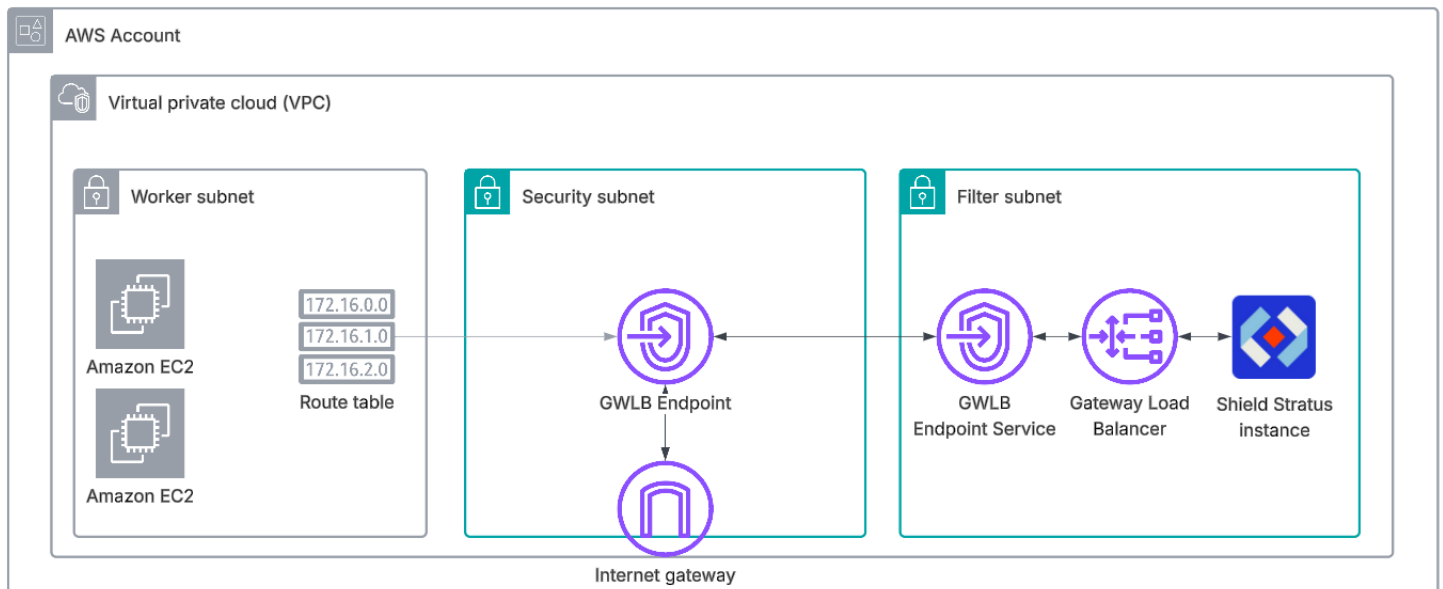 AWS Account
Virtual private cloud (VPC)
Worker subnet
Amazon EC2
Amazon EC2
172.16.0.0
172.16.1.0
172.16.2.0
Route table
Security subnet
GWLB Endpoint
Internet gateway
Filter subnet
GWLB
Endpoint Service
Gateway Load
Balancer
Shield Stratus
instance